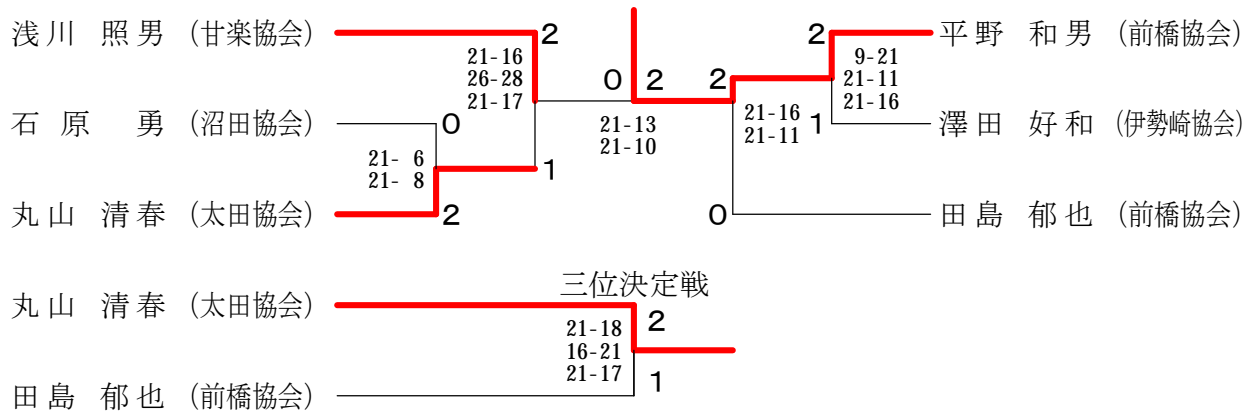 浅川 照男 (甘楽協会)
2
21-16
26-28
21-17
石原 勇 (沼田協会)
0
21- 6
21- 8
1
丸山 清春 (太田協会)
2
0 2
21-13
21-10
2
2
平野 和男 (前橋協会)
9-21
21-11
21-16
21-16
21-11
1
澤田 好和 (伊勢崎協会)
0
田島 郁也 (前橋協会)
三位決定戦
丸山 清春 (太田協会)
2
21-18
16-21
21-17
1
田島 郁也 (前橋協会)